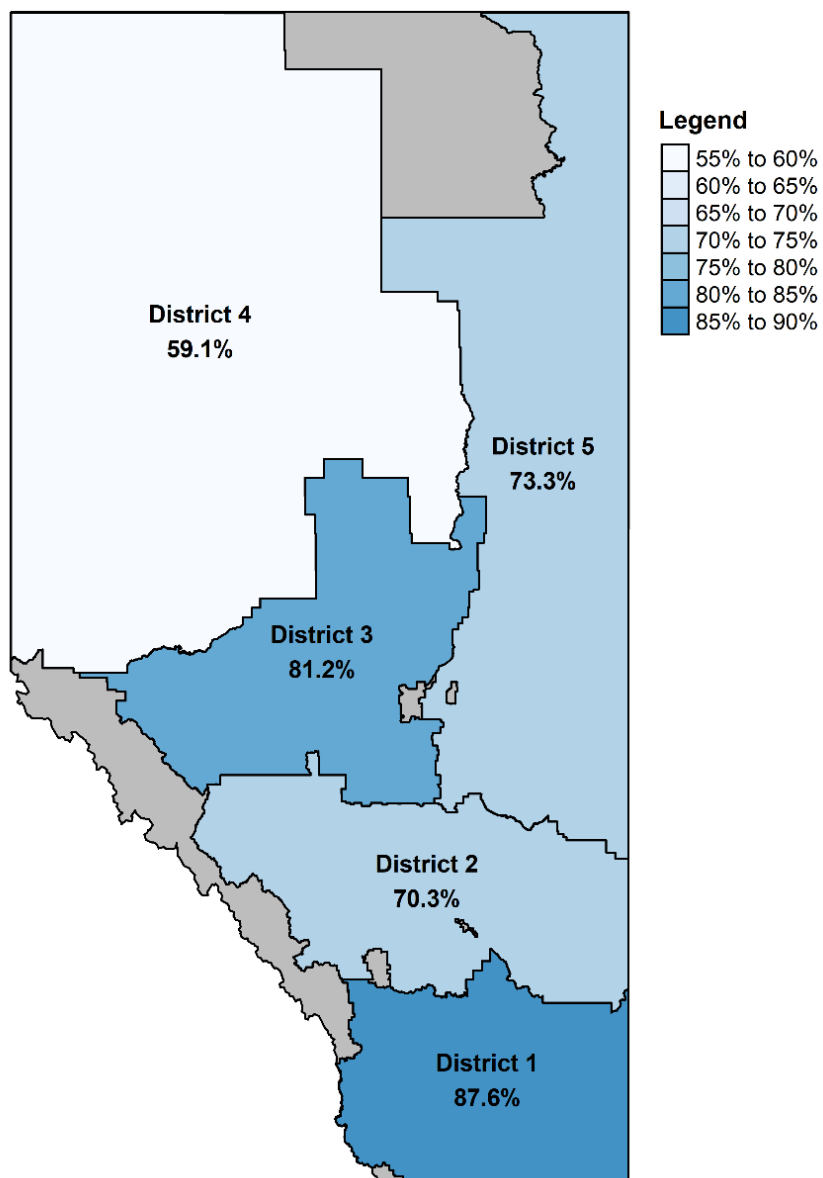 Legend
55% to 60%
60% to 65%
65% to 70%
70% to 75%
75% to 80%
80% to 85%
85% to 90%
District 4
59.1%
District 5
73.3%
District 3
81.2%
District 2
70.3%
District 1
87.6%